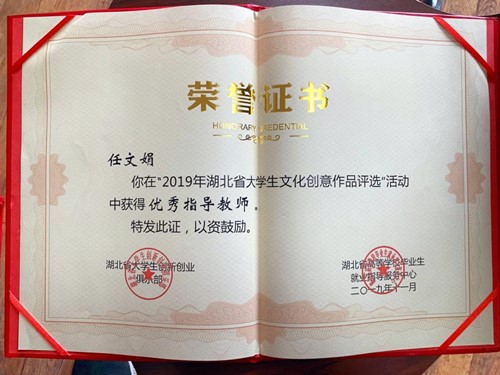 荣誉证书
HONORARY CREDENTIAL
任文娟
你在"2019年湖北省大学生文化创意作品评选"活动
中获得优秀指导教师。
特发此证，以资鼓励。
湖北省大学生创新创业
俱乐部
湖北省高等学校毕业生
就业指导服务中心
二〇一九年十一月